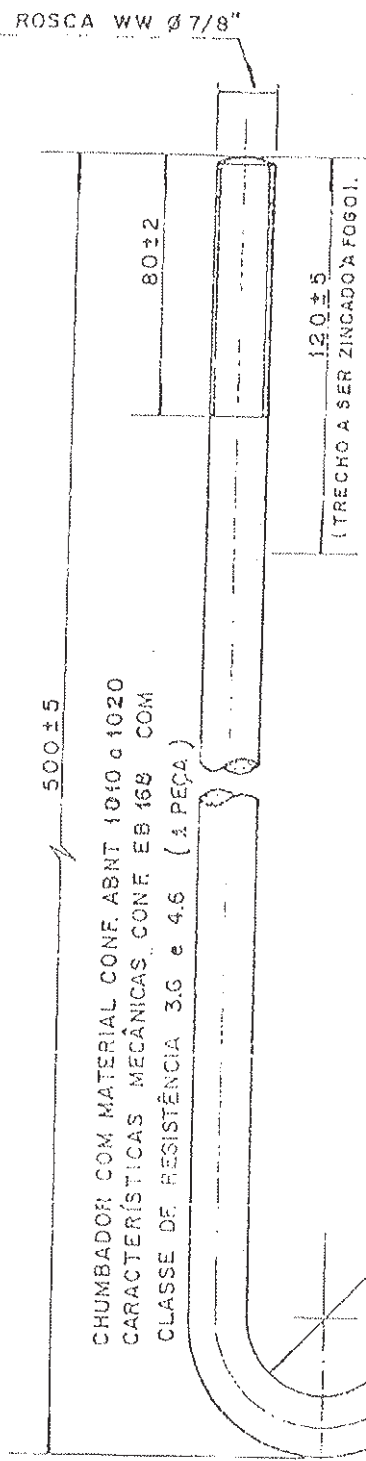 ROSCA WW Ø 7/8"
80±2
120±5
(TRECHO A SER ZINCADO À FOGO).
500±5
CHUMBADOR COM MATERIAL CONF. ABNT 1010 a 1020
CARACTERÍSTICAS MECÂNICAS CONF. EB 168 COM
CLASSE DE RESISTÊNCIA 3.6 e 4.6 (1 PEÇA)